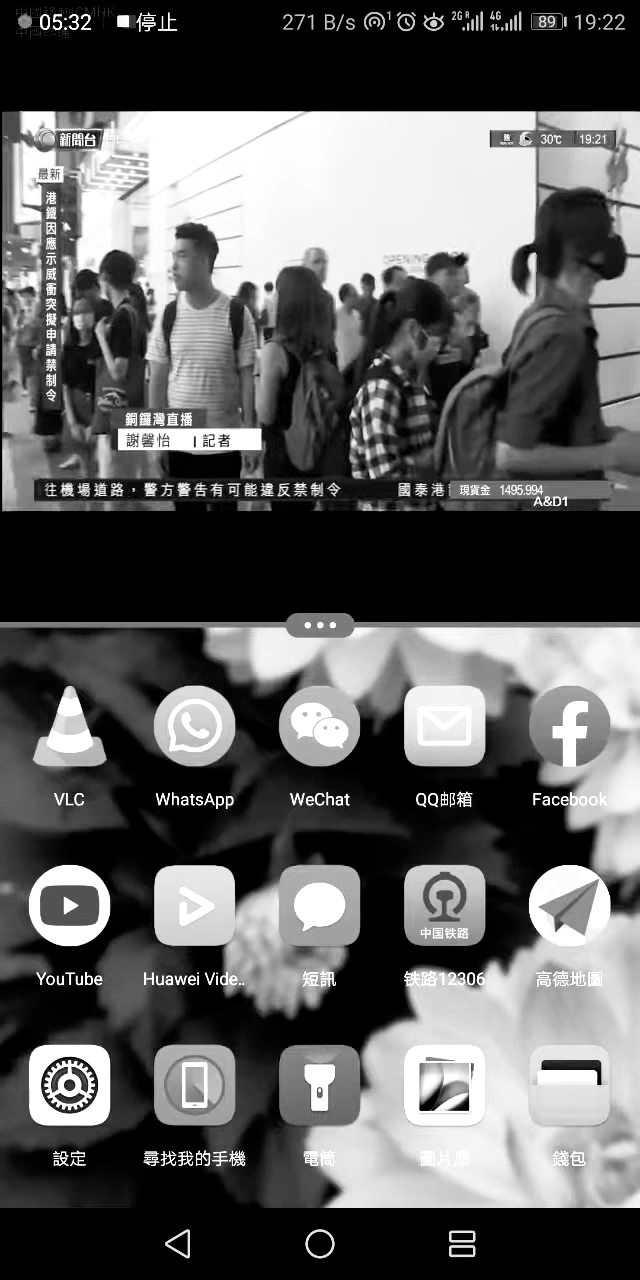 05:32 停止 271 B/s 1 2G R 4G 89 19:22
新聞台
30℃ 19:21
最新
港鐵因應示威衝突擬申請禁制令
OPENING
銅鑼灣直播
謝馨怡 | 記者
往機場道路，警方警告有可能違反禁制令 國泰港 現貨金 1495.994
A&D1
VLC WhatsApp WeChat QQ邮箱 Facebook
中国铁路
YouTube Huawei Vide.. 短訊 铁路12306 高德地圖
設定 尋找我的手機 電筒 圖片庫 錢包